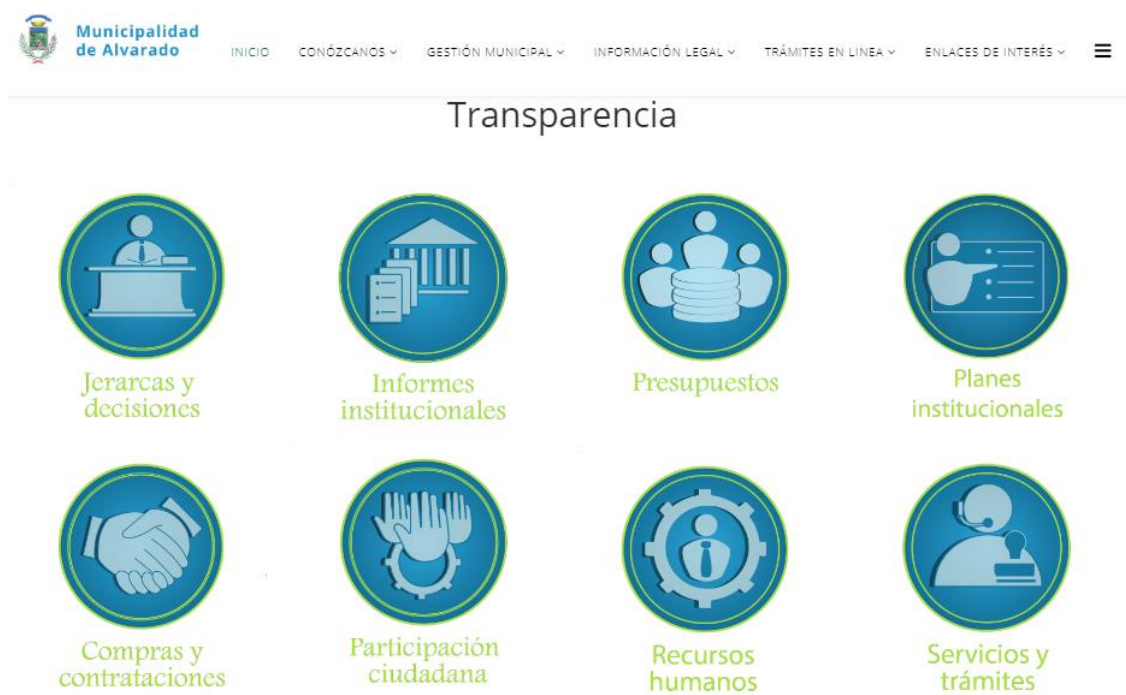 Municipalidad
de Alvarado
INICIO CONÓZCANOS GESTIÓN MUNICIPAL INFORMACIÓN LEGAL TRÁMITES EN LINEA ENLACES DE INTERÉS
Transparencia
Jerarcas y
decisiones
Informes
institucionales
Presupuestos
Planes
institucionales
Compras y
contrataciones
Participación
ciudadana
Recursos
humanos
Servicios y
trámites